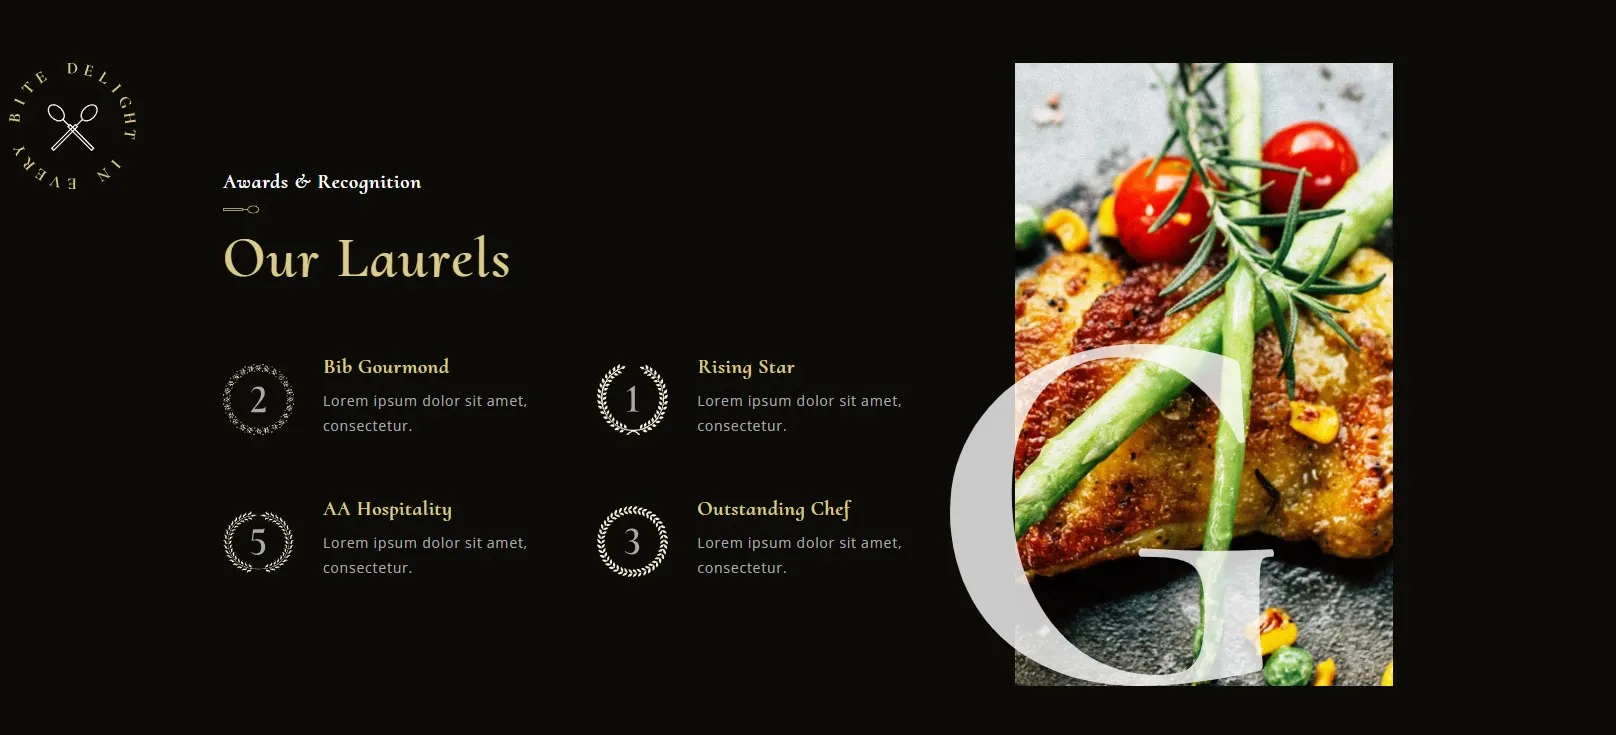 DELIGHT IN EVERY BITE
Awards & Recognition
Our Laurels
2
Bib Gourmond
Lorem ipsum dolor sit amet,
consectetur.
1
Rising Star
Lorem ipsum dolor sit amet,
consectetur.
5
AA Hospitality
Lorem ipsum dolor sit amet,
consectetur.
3
Outstanding Chef
Lorem ipsum dolor sit amet,
consectetur.
G